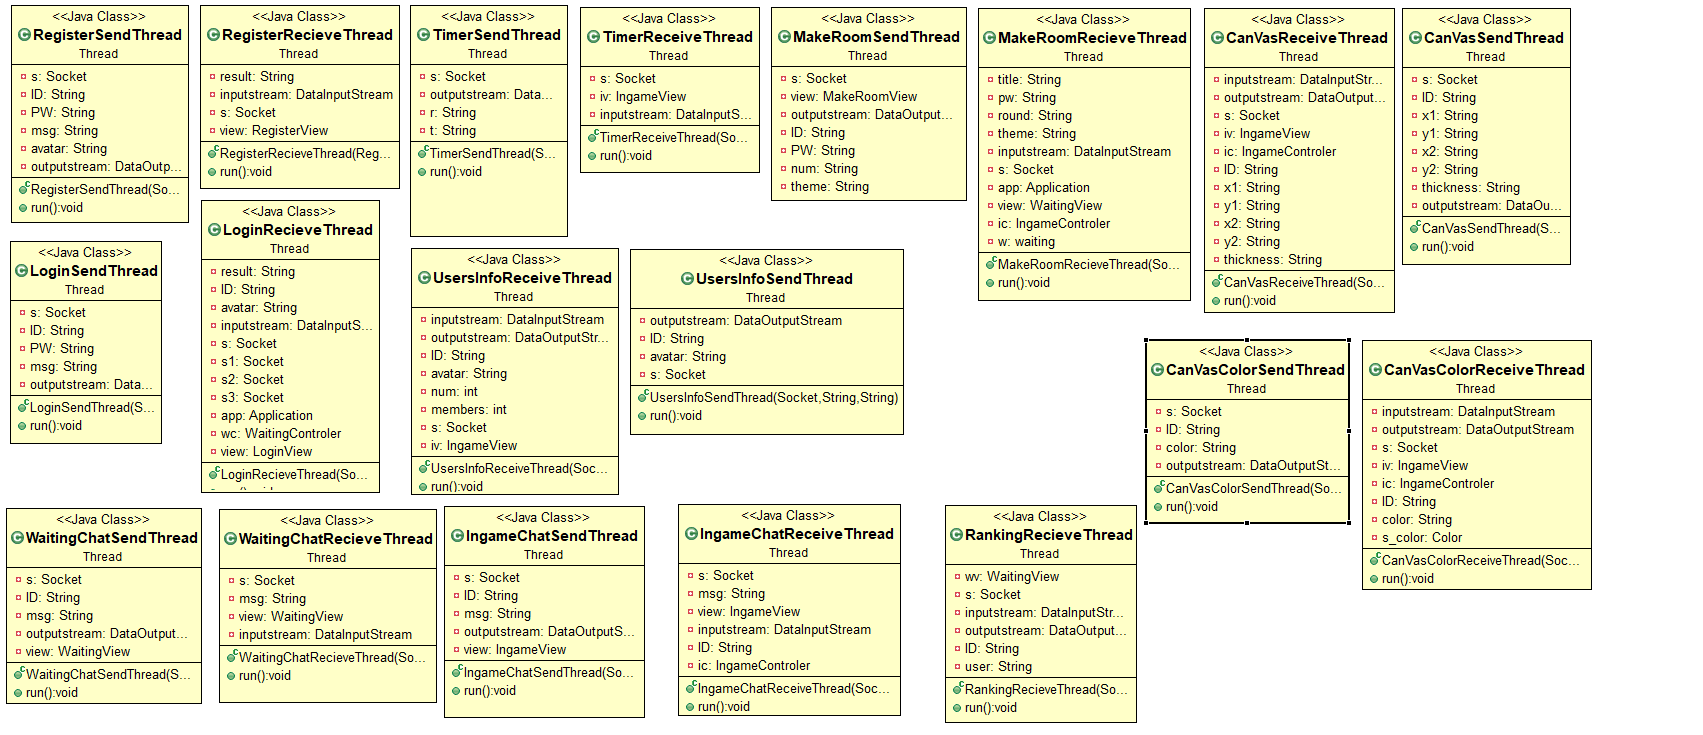 <<Java Class>>
RegisterSendThread
Thread
s: Socket
ID: String
PW: String
msg: String
avatar: String
outputstream: DataOutp...
RegisterSendThread(So...
run():void
<<Java Class>>
RegisterRecieveThread
Thread
result: String
inputstream: DataInputStream
s: Socket
view: RegisterView
RegisterRecieveThread(Reg...
run():void
<<Java Class>>
TimerSendThread
Thread
s: Socket
outputstream: Data...
r: String
t: String
TimerSendThread(S...
run():void
<<Java Class>>
TimerReceiveThread
Thread
s: Socket
iv: IngameView
inputstream: DataInputS...
TimerReceiveThread(So...
run():void
<<Java Class>>
MakeRoomSendThread
Thread
s: Socket
view: MakeRoomView
outputstream: DataOutput...
ID: String
PW: String
num: String
theme: String
<<Java Class>>
MakeRoomRecieveThread
Thread
title: String
pw: String
round: String
theme: String
inputstream: DataInputStream
s: Socket
app: Application
view: WaitingView
ic: IngameControler
w: waiting
MakeRoomRecieveThread(So...
run():void
<<Java Class>>
CanVasReceiveThread
Thread
inputstream: DataInputStr...
outputstream: DataOutput...
s: Socket
iv: IngameView
ic: IngameControler
ID: String
x1: String
y1: String
x2: String
y2: String
thickness: String
CanVasReceiveThread(So...
run():void
<<Java Class>>
CanVasSendThread
Thread
s: Socket
ID: String
x1: String
y1: String
x2: String
y2: String
thickness: String
outputstream: DataOu...
CanVasSendThread(S...
run():void
<<Java Class>>
LoginSendThread
Thread
s: Socket
ID: String
PW: String
msg: String
outputstream: Data...
LoginSendThread(S...
run():void
<<Java Class>>
LoginRecieveThread
Thread
result: String
ID: String
avatar: String
inputstream: DataInputS...
s: Socket
s1: Socket
s2: Socket
s3: Socket
app: Application
wc: WaitingControler
view: LoginView
LoginRecieveThread(So...
<<Java Class>>
UsersInfoReceiveThread
Thread
inputstream: DataInputStream
outputstream: DataOutputStr...
ID: String
avatar: String
num: int
members: int
s: Socket
iv: IngameView
UsersInfoReceiveThread(Soc...
run():void
<<Java Class>>
UsersInfoSendThread
Thread
outputstream: DataOutputStream
ID: String
avatar: String
s: Socket
UsersInfoSendThread(Socket,String,String)
run():void
<<Java Class>>
CanVasColorSendThread
Thread
s: Socket
ID: String
color: String
outputstream: DataOutputSt...
CanVasColorSendThread(So...
run():void
<<Java Class>>
CanVasColorReceiveThread
Thread
inputstream: DataInputStream
outputstream: DataOutputStream
s: Socket
iv: IngameView
ic: IngameControler
ID: String
color: String
s_color: Color
CanVasColorReceiveThread(Soc...
run():void
<<Java Class>>
WaitingChatSendThread
Thread
s: Socket
ID: String
msg: String
outputstream: DataOutput...
view: WaitingView
WaitingChatSendThread(S...
run():void
<<Java Class>>
WaitingChatRecieveThread
Thread
s: Socket
msg: String
view: WaitingView
inputstream: DataInputStream
WaitingChatRecieveThread(So...
run():void
<<Java Class>>
IngameChatSendThread
Thread
s: Socket
ID: String
msg: String
outputstream: DataOutputS...
view: IngameView
IngameChatSendThread(So...
run():void
<<Java Class>>
IngameChatReceiveThread
Thread
s: Socket
msg: String
view: IngameView
inputstream: DataInputStream
ID: String
ic: IngameControler
IngameChatReceiveThread(Soc...
run():void
<<Java Class>>
RankingRecieveThread
Thread
wv: WaitingView
s: Socket
inputstream: DataInputStr...
outputstream: DataOutput...
ID: String
user: String
RankingRecieveThread(So...
run():void